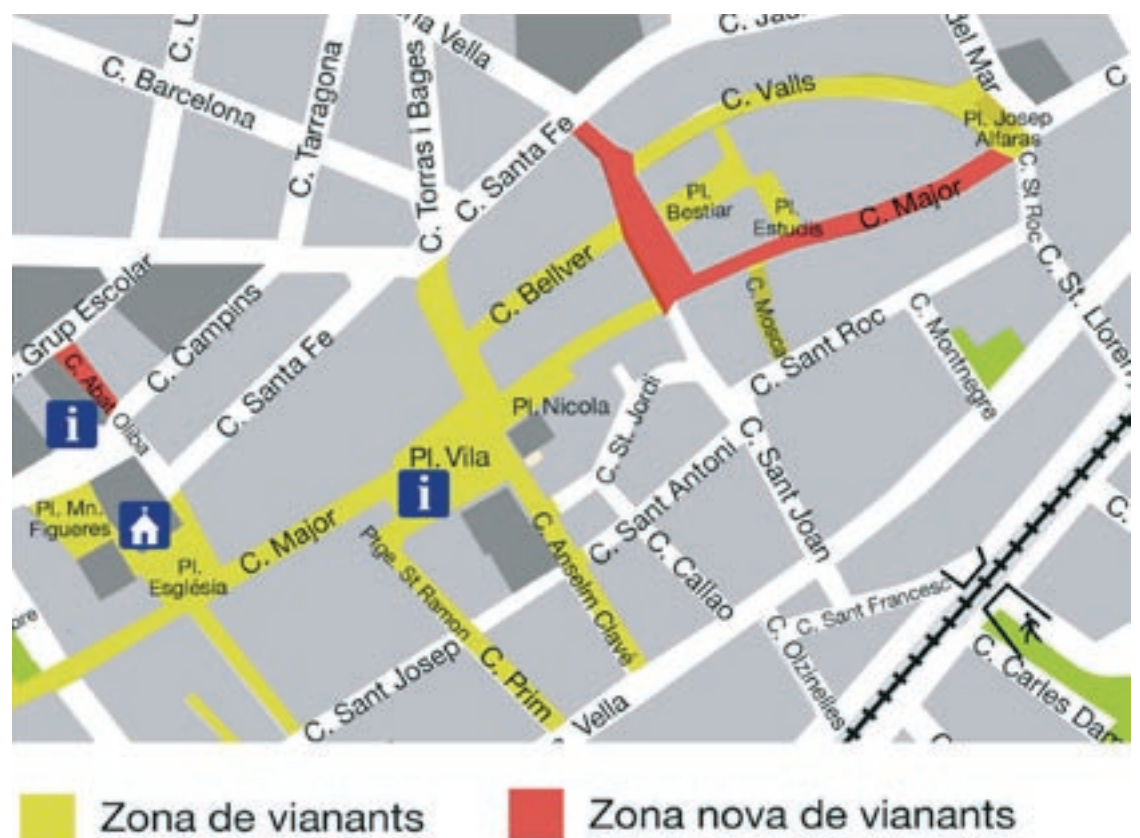 C. Barcelona
C. Tarragona
C. Torras i Bages
Vella
C. Santa Fe
C. Valls
del Mar
Pl. Josep
Alfaras
C. St Roc
C. Major
Pl.
Bestiar
Pl.
Estudis
C. Bellver
C. Mosca
C. Sant Roc
C. Montnegre
C. St. Llorenç
Grup Escolar
C. Abat Oliba
C. Campins
C. Santa Fe
i
Pl. Nicola
Pl. Vila
i
C. St. Jordi
C. Sant Antoni
C. Sant Joan
C. Callao
C. Anselm Clavé
Pl. Mn.
Figueres
Pl.
Església
C. Major
Ptge. St Ramon
C. Prim
C. Sant Josep
Vella
C. Sant Francesc
C. Olzinelles
C. Carles Dam
Zona de vianants
Zona nova de vianants